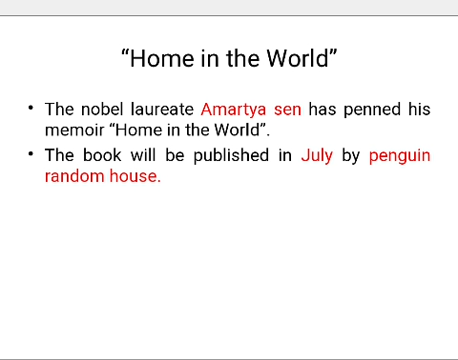 “Home in the World”
• The nobel laureate Amartya sen has penned his
memoir “Home in the World”.
• The book will be published in July by penguin
random house.